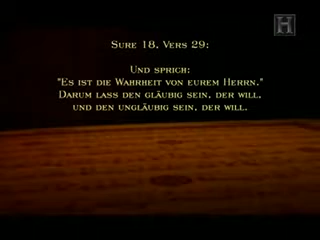 H
Sure 18, Vers 29:
Und sprich:
"Es ist die Wahrheit von eurem Herrn."
Darum lass den gläubig sein, der will,
und den ungläubig sein, der will.